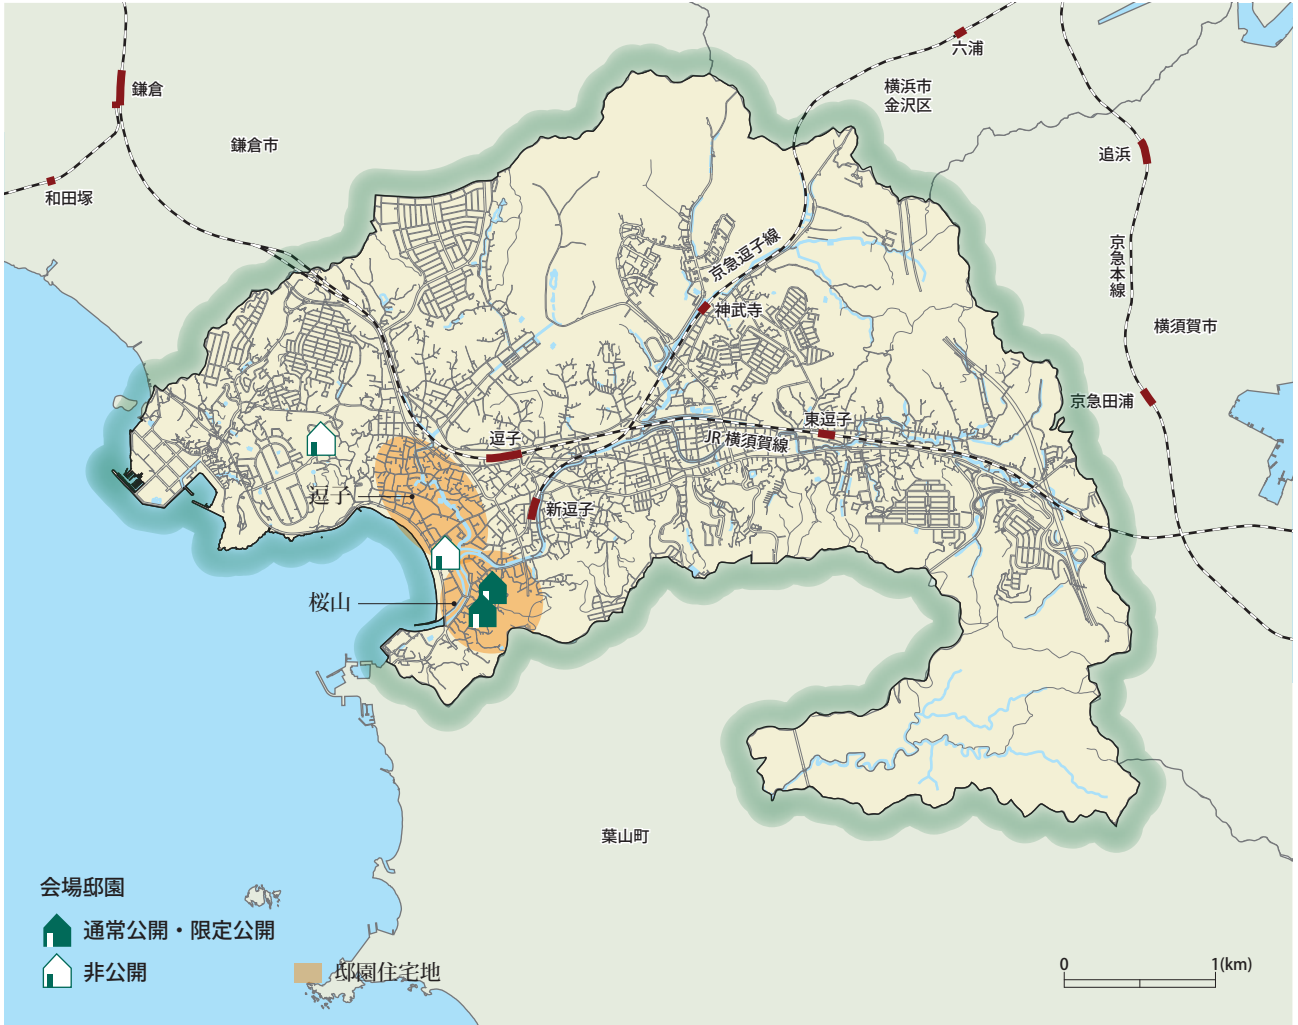 六浦
鎌倉
横浜市
金沢区
鎌倉市
追浜
和田塚
京急逗子線
京急本線
神武寺
横須賀市
京急田浦
東逗子
逗子
JR 横須賀線
逗子
新逗子
桜山
葉山町
会場邸園
通常公開・限定公開
非公開
邸園住宅地
0 1(km)